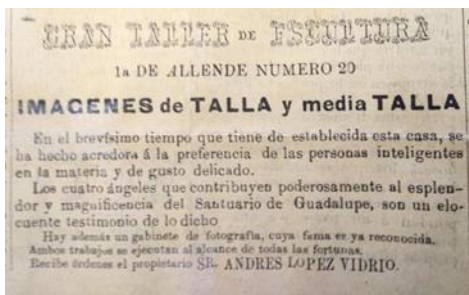 GRAN TALLER DE ESCULTURA
1a DE ALLENDE NUMERO 20
IMAGENES de TALLA y media TALLA
En el brevísimo tiempo que tiene de establecida esta casa, se
ha hecho acredora á la preferencia de las personas inteligentes
en la materia y de gusto delicado.
Los cuatro ángeles que contribuyen poderosamente al esplen-
dor y magnificencia del Santuario de Guadalupe, son un elo-
cuente testimonio de lo dicho
Hay además un gabinete de fotografía, cuya fama es ya reconocida.
Ambos trabajos se ejecutan al alcance de todas las fortunas.
Recibe órdenes el propietario SR. ANDRES LOPEZ VIDRIO.